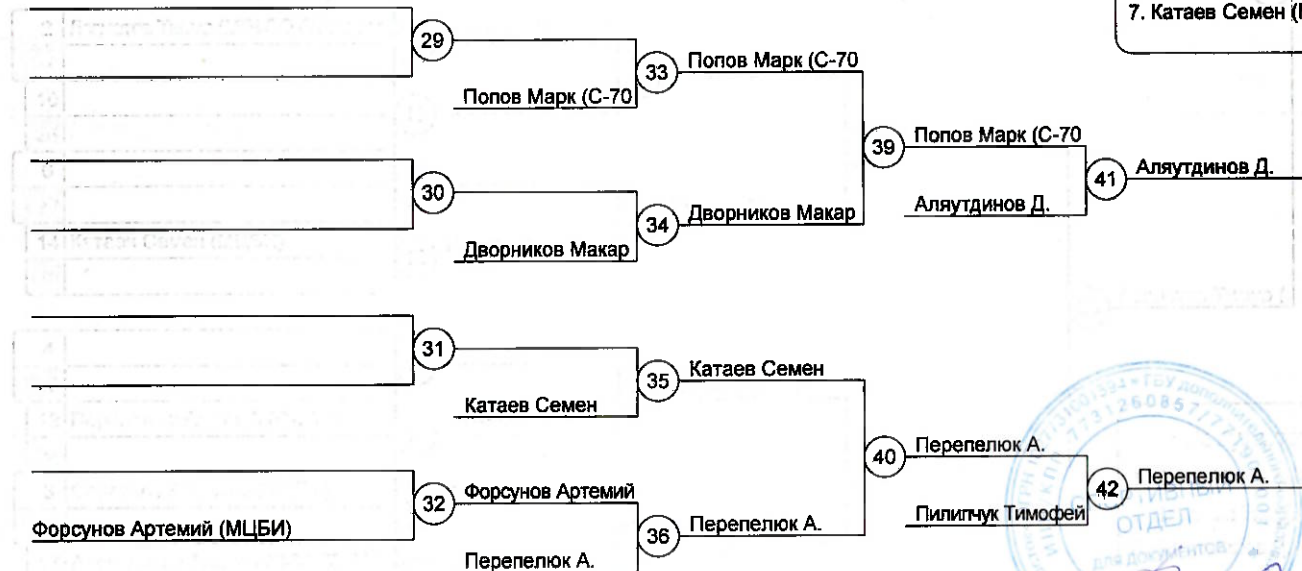 7. Катаев Семен (
29
33
Попов Марк (С-70
Попов Марк (С-70
39
Попов Марк (С-70
30
41
Аляутдинов Д.
Аляутдинов Д.
34
Дворников Макар
Дворников Макар
31
35
Катаев Семен
Катаев Семен
40
Перепелюк А.
32
Форсунов Артемий
42
Перепелюк А.
Пилипчук Тимофей
Форсунов Артемий (МЦБИ)
36
Перепелюк А.
Перепелюк А.
ОТДЕЛ